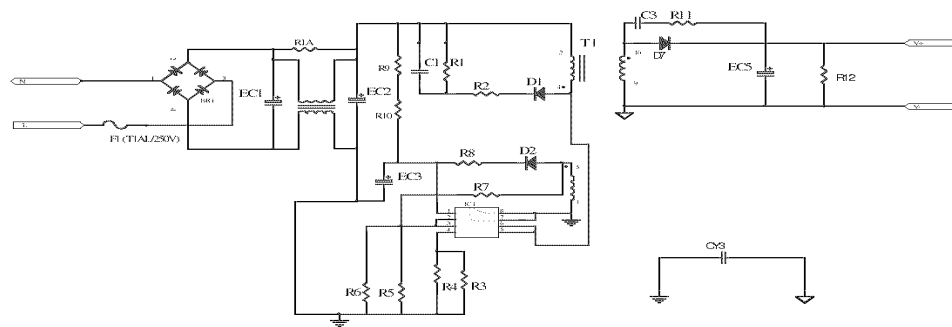 C3
R11
T1
V+
D7
R1A
N
BR1
EC1
EC2
R9
C1
R1
R2
D1
EC5
R12
L
F1 (T1AL/250V)
R10
V-
R8
D2
EC3
R7
IC1
CY3
R6
R5
R4
R3